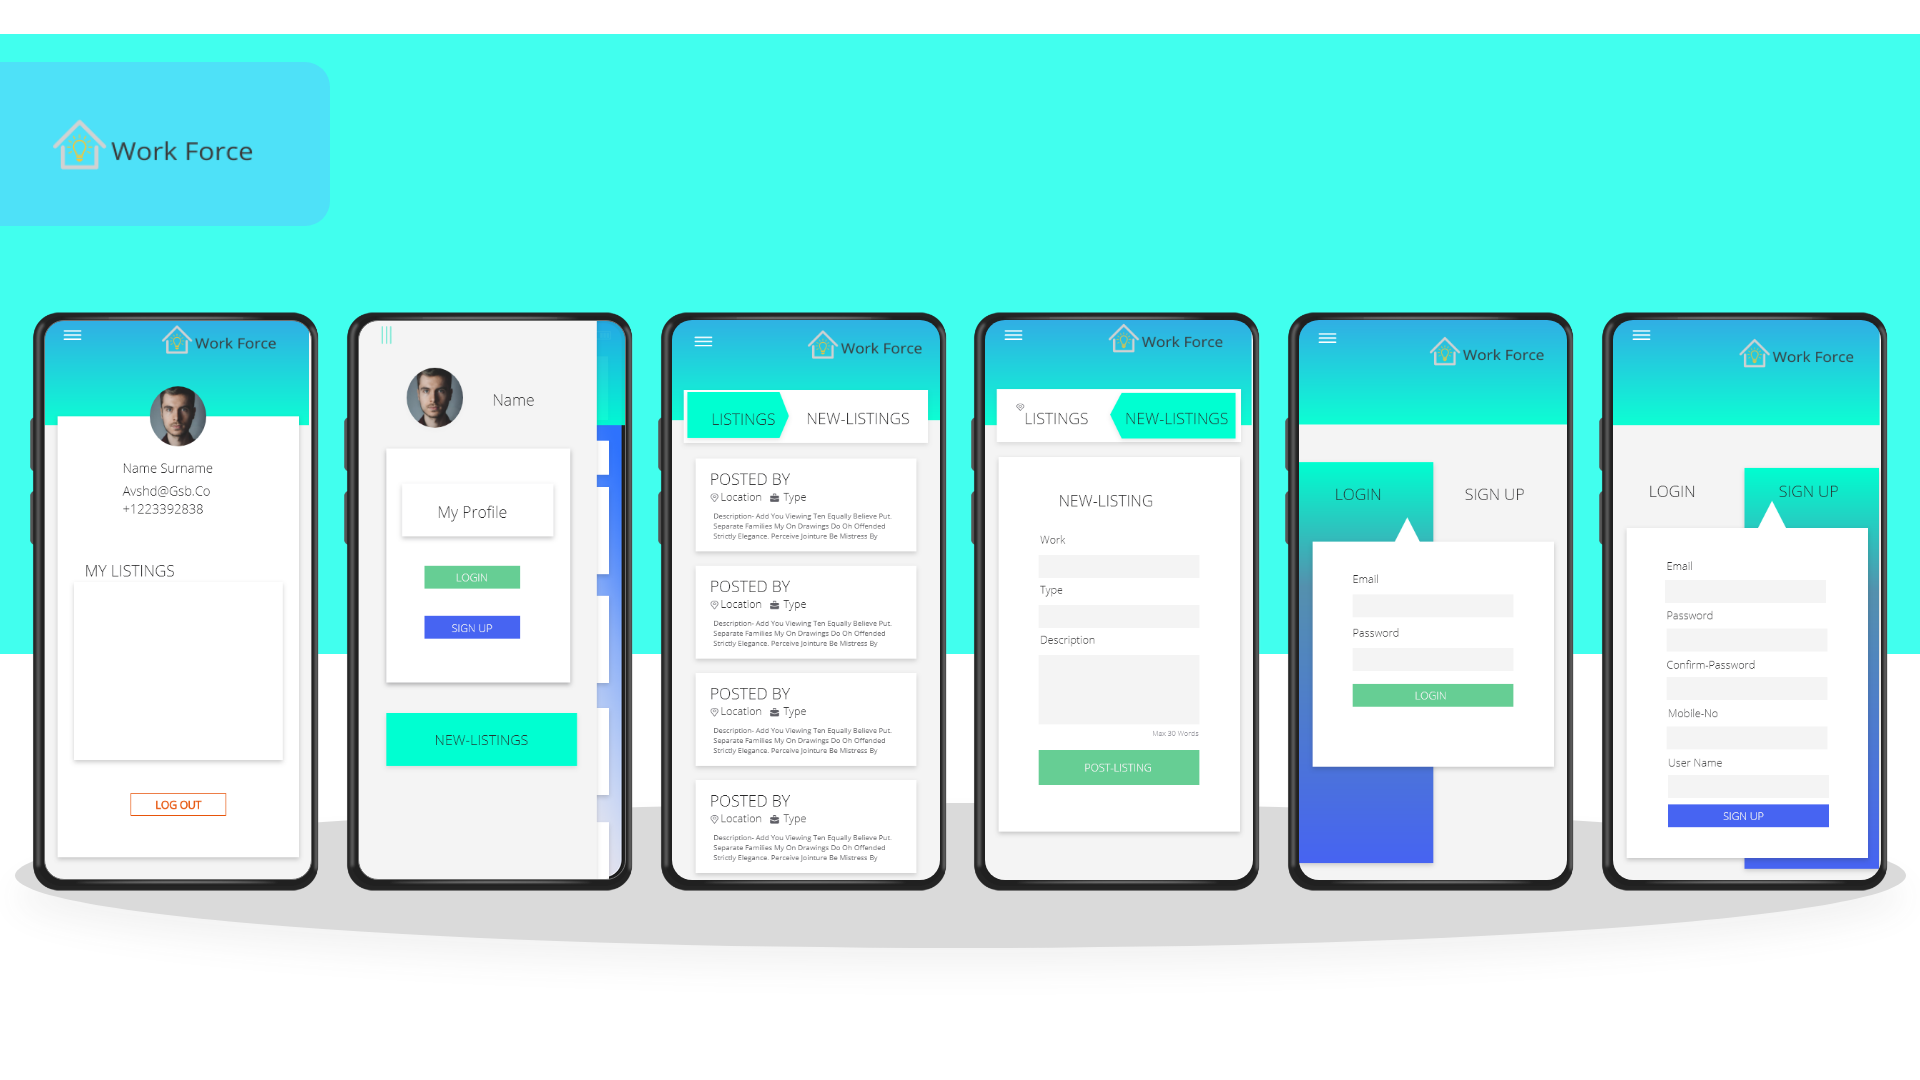 Work Force
Work Force
Name Surname
Avshd@Gsb.Co
+1223392838
MY LISTINGS
LOG OUT
Name
My Profile
LOGIN
SIGN UP
NEW-LISTINGS
Work Force
LISTINGS
NEW-LISTINGS
POSTED BY
Location Type
Description- Add You Viewing Ten Equally Believe Put.
Separate Families My On Drawings Do Oh Offended
Strictly Elegance. Perceive Jointure Be Mistress By
POSTED BY
Location Type
Description- Add You Viewing Ten Equally Believe Put.
Separate Families My On Drawings Do Oh Offended
Strictly Elegance. Perceive Jointure Be Mistress By
POSTED BY
Location Type
Description- Add You Viewing Ten Equally Believe Put.
Separate Families My On Drawings Do Oh Offended
Strictly Elegance. Perceive Jointure Be Mistress By
POSTED BY
Location Type
Description- Add You Viewing Ten Equally Believe Put.
Separate Families My On Drawings Do Oh Offended
Strictly Elegance. Perceive Jointure Be Mistress By
Work Force
LISTINGS
NEW-LISTINGS
NEW-LISTING
Work
Type
Description
Max 30 Words
POST-LISTING
Work Force
LOGIN
SIGN UP
Email
Password
LOGIN
Work Force
LOGIN
SIGN UP
Email
Password
Confirm-Password
Mobile-No
User Name
SIGN UP